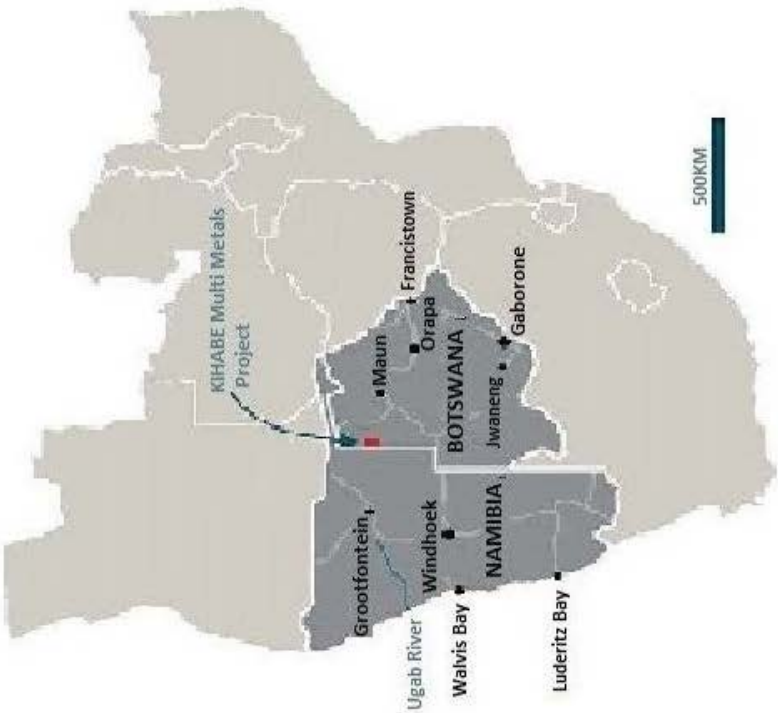 KIHABE Multi Metals
Project
Maun
Francistown
Orapa
BOTSWANA
Gaborone
Jwaneng
Grootfontein
Windhoek
NAMIBIA
Ugab River
Walvis Bay
Luderitz Bay
500KM